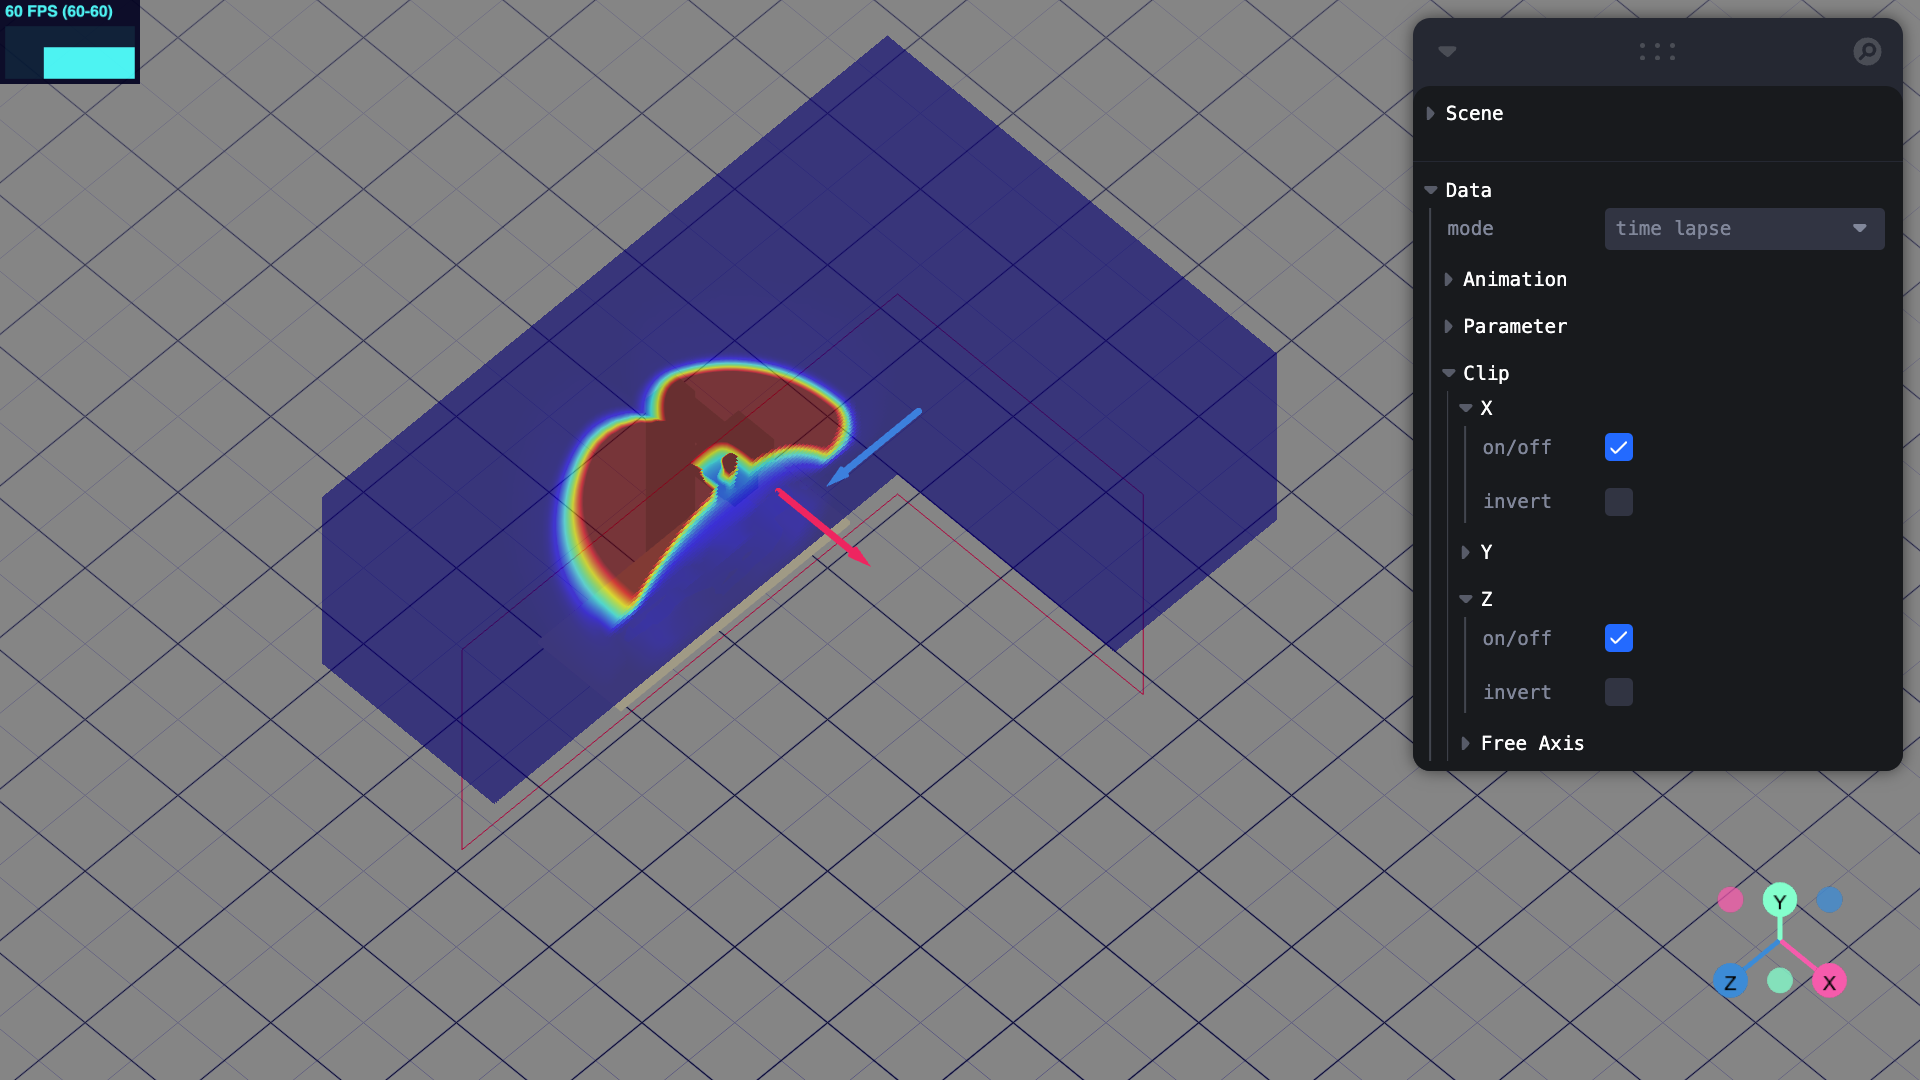 60 FPS (60-60)
Scene
Data
mode
time lapse
Animation
Parameter
Clip
X
on/off
invert
Y
Z
on/off
invert
Free Axis
Y
Z
X